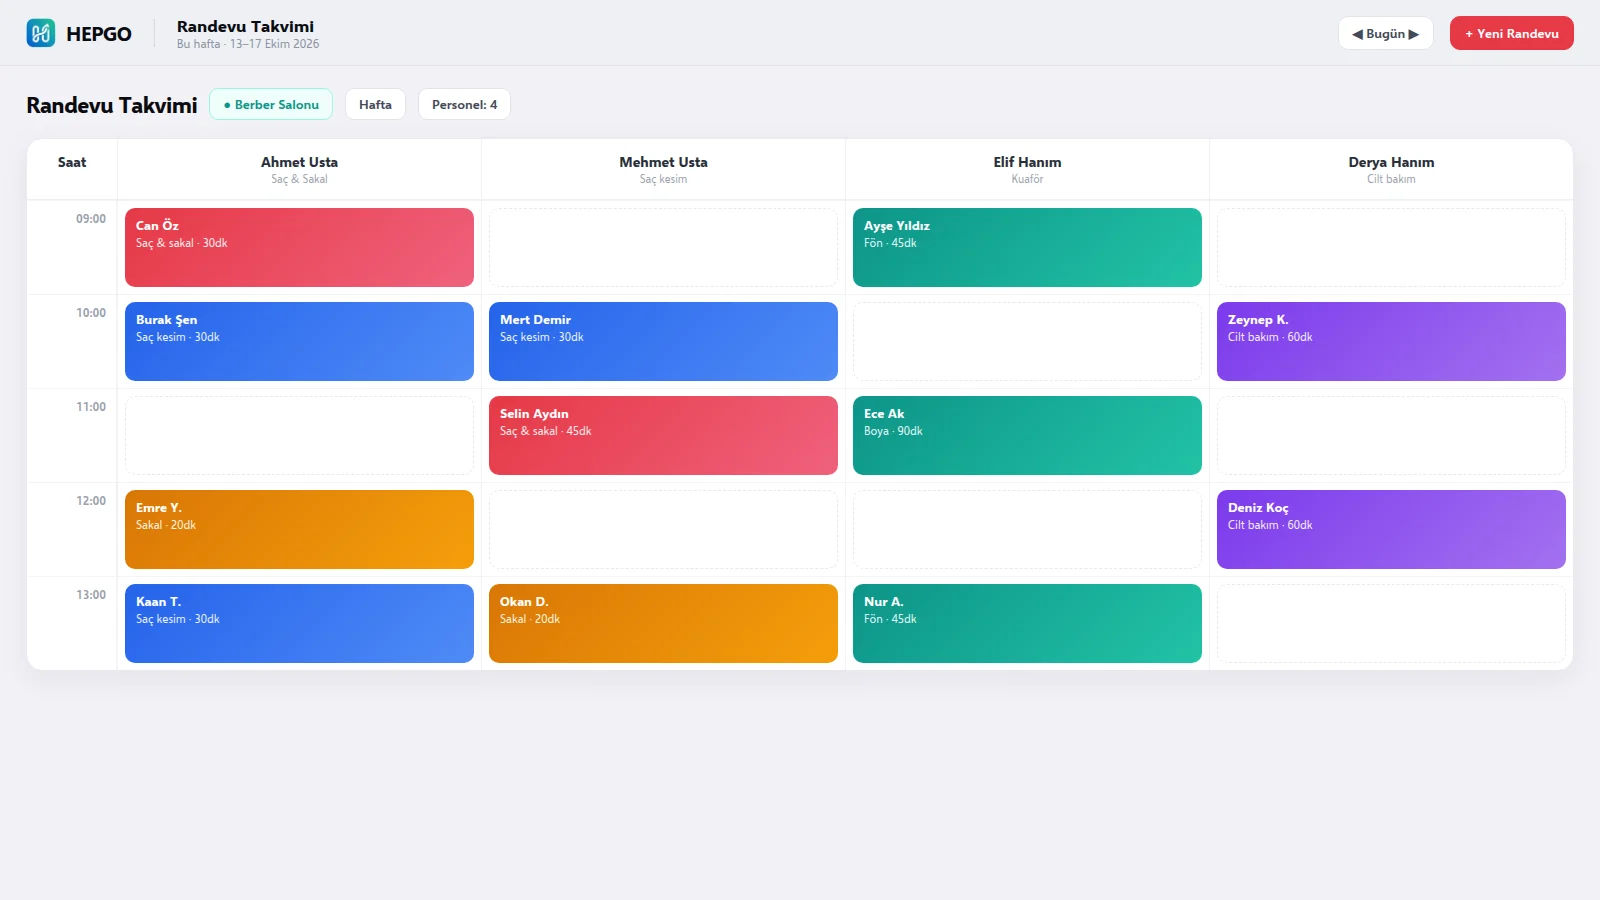 HEPGO
Randevu Takvimi
Bu hafta · 13–17 Ekim 2026
◀ Bugün ▶
+ Yeni Randevu
Randevu Takvimi
● Berber Salonu
Hafta
Personel: 4
Saat
Ahmet Usta
Saç & Sakal
Mehmet Usta
Saç kesim
Elif Hanım
Kuaför
Derya Hanım
Cilt bakım
09:00
Can Öz
Saç & sakal · 30dk
Ayşe Yıldız
Fön · 45dk
10:00
Burak Şen
Saç kesim · 30dk
Mert Demir
Saç kesim · 30dk
Zeynep K.
Cilt bakım · 60dk
11:00
Selin Aydın
Saç & sakal · 45dk
Ece Ak
Boya · 90dk
12:00
Emre Y.
Sakal · 20dk
Deniz Koç
Cilt bakım · 60dk
13:00
Kaan T.
Saç kesim · 30dk
Okan D.
Sakal · 20dk
Nur A.
Fön · 45dk